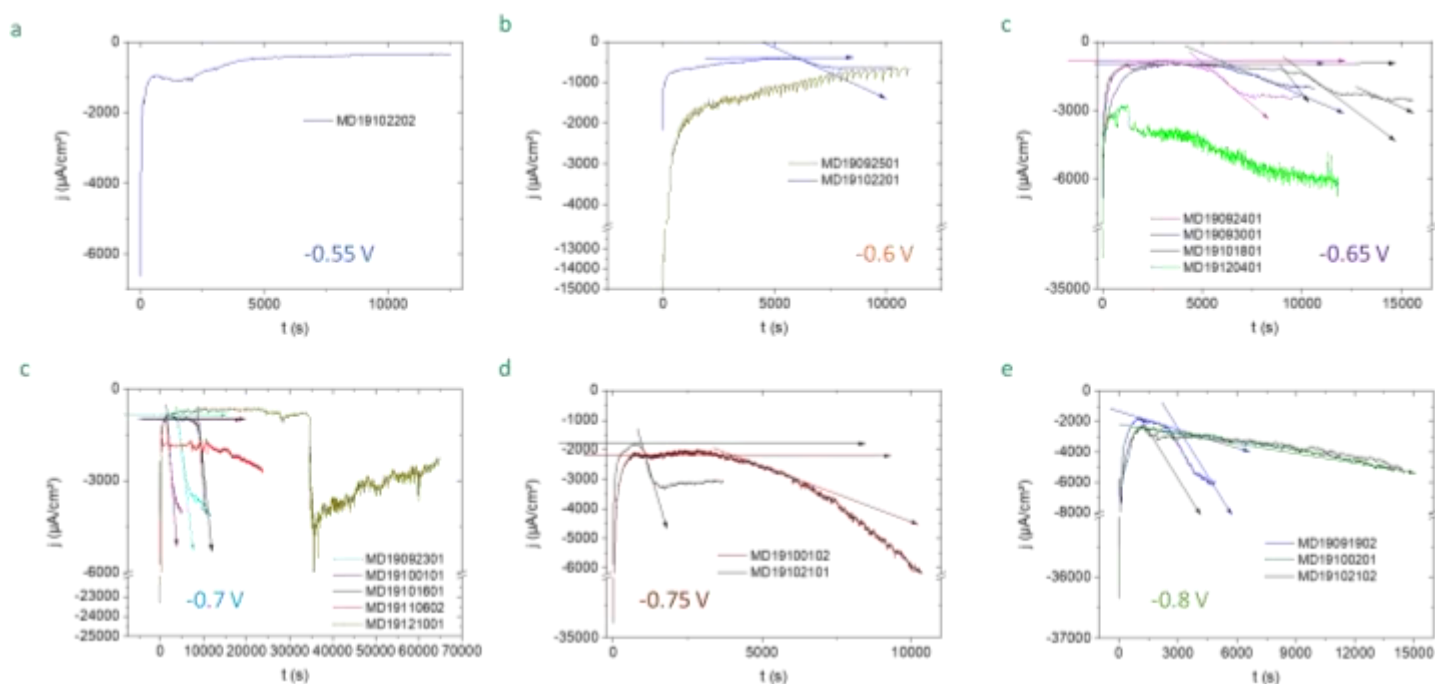 a
0
-2000
-4000
-6000
j (µA/cm²)
MD19102202
-0.55 V
0 5000 10000
t (s)
b
0
-1000
-2000
-3000
-4000
-13000
-14000
-15000
j (µA/cm²)
MD19092501
MD19102201
-0.6 V
0 5000 10000
t (s)
c
0
-3000
-6000
-35000
j (µA/cm²)
MD19092401
MD19093001
MD19101801
MD19120401
-0.65 V
0 5000 10000 15000
t (s)
c
0
-3000
-6000
-23000
-24000
-25000
j (µA/cm²)
MD19092301
MD19100101
MD19101601
MD19110602
MD19121001
-0.7 V
0 10000 20000 30000 40000 50000 60000 70000
t (s)
d
0
-1000
-2000
-3000
-4000
-5000
-6000
-35000
j (µA/cm²)
MD19100102
MD19102101
-0.75 V
0 5000 10000
t (s)
e
0
-2000
-4000
-6000
-8000
-36000
-37000
j (µA/cm²)
MD19091902
MD19100201
MD19102102
-0.8 V
0 3000 6000 9000 12000 15000
t (s)